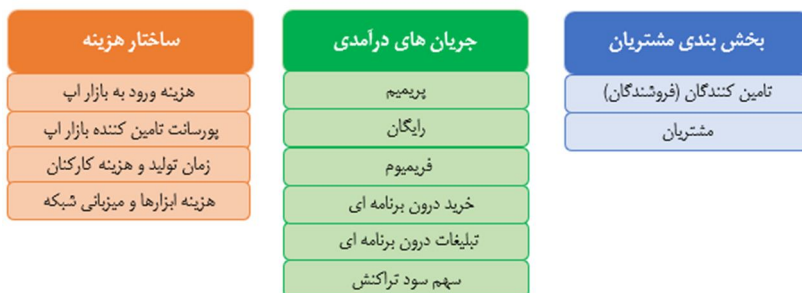 بخش بندی مشتریان
تامین کنندگان (فروشندگان)
مشتریان
جریان های درآمدی
پریمیم
رایگان
فریمیوم
خرید درون برنامه ای
تبلیغات درون برنامه ای
سهم سود تراکنش
ساختار هزینه
هزینه ورود به بازار اپ
پورسانت تامین کننده بازار اپ
زمان تولید و هزینه کارکنان
هزینه ابزارها و میزبانی شبکه